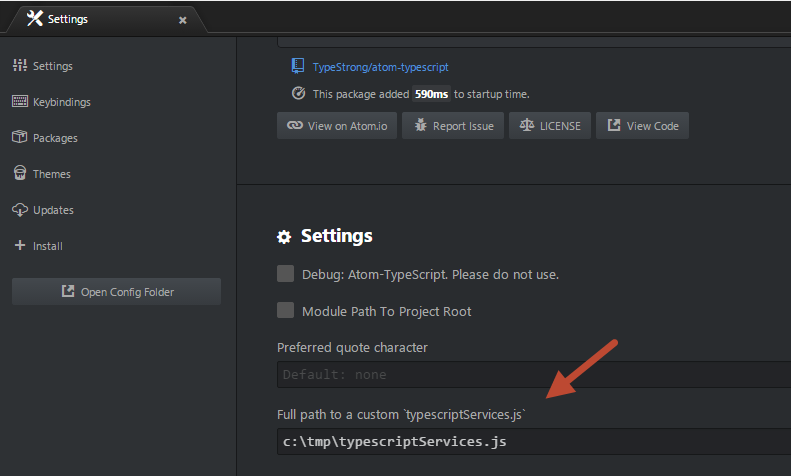 Settings
Settings
Keybindings
Packages
Themes
Updates
Install
Open Config Folder
TypeStrong/atom-typescript
This package added 590ms to startup time.
View on Atom.io Report Issue LICENSE View Code
Settings
Debug: Atom-TypeScript. Please do not use.
Module Path To Project Root
Preferred quote character
Default: none
Full path to a custom `typescriptServices.js`
c:\tmp\typescriptServices.js